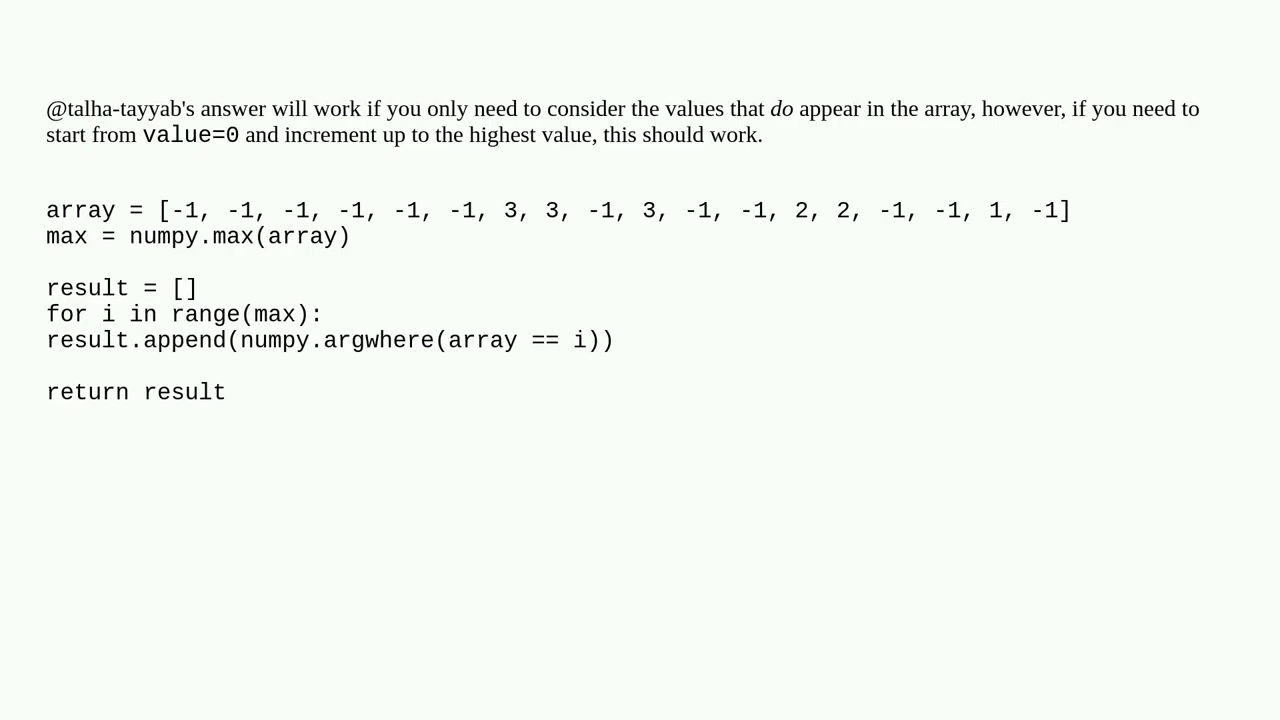 @talha-tayyab's answer will work if you only need to consider the values that do appear in the array, however, if you need to
start from value=0 and increment up to the highest value, this should work.
array = [-1, -1, -1, -1, -1, -1, 3, 3, -1, 3, -1, -1, 2, 2, -1, -1, 1, -1]
max = numpy.max(array)
result = []
for i in range(max):
result.append(numpy.argwhere(array == i))
return result